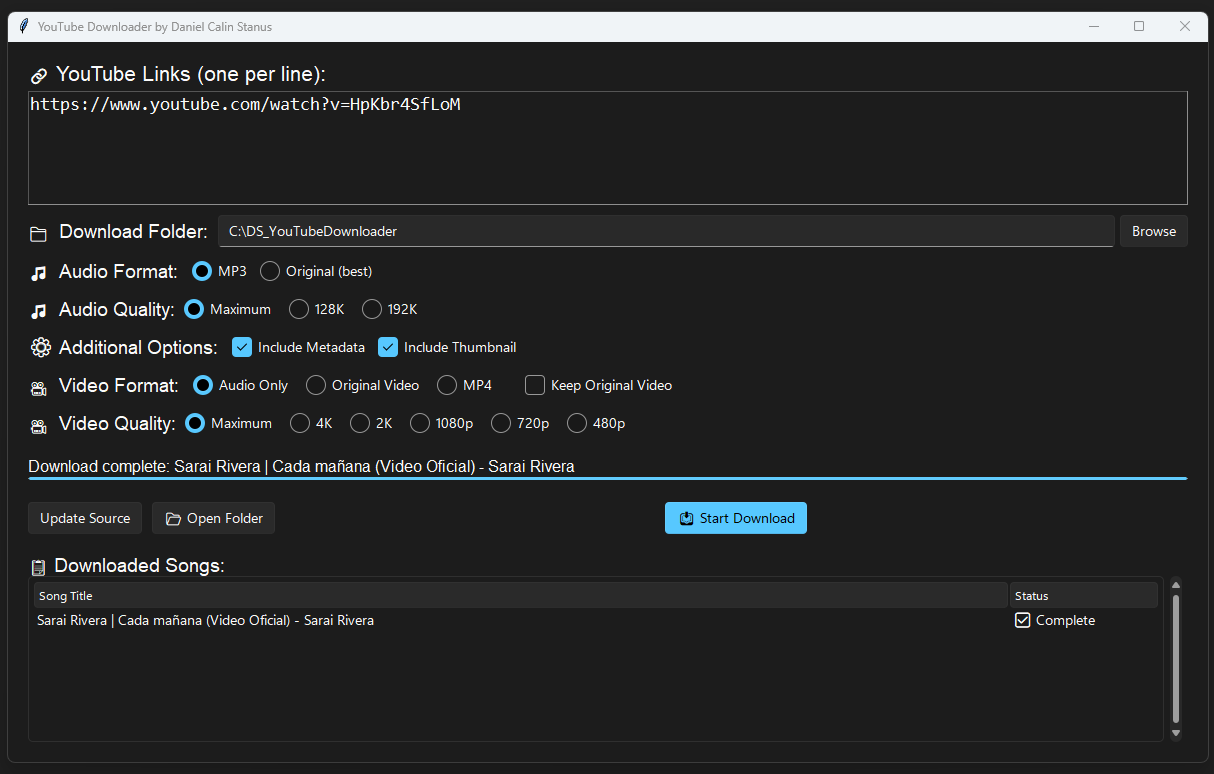 YouTube Downloader by Daniel Calin Stanus
YouTube Links (one per line):
https://www.youtube.com/watch?v=HpKbr4SfLoM
Download Folder: C:\DS_YouTubeDownloader Browse
Audio Format: MP3 Original (best)
Audio Quality: Maximum 128K 192K
Additional Options: Include Metadata Include Thumbnail
Video Format: Audio Only Original Video MP4 Keep Original Video
Video Quality: Maximum 4K 2K 1080p 720p 480p
Download complete: Sarai Rivera | Cada mañana (Video Oficial) - Sarai Rivera
Update Source Open Folder Start Download
Downloaded Songs:
Song Title Status
Sarai Rivera | Cada mañana (Video Oficial) - Sarai Rivera Complete